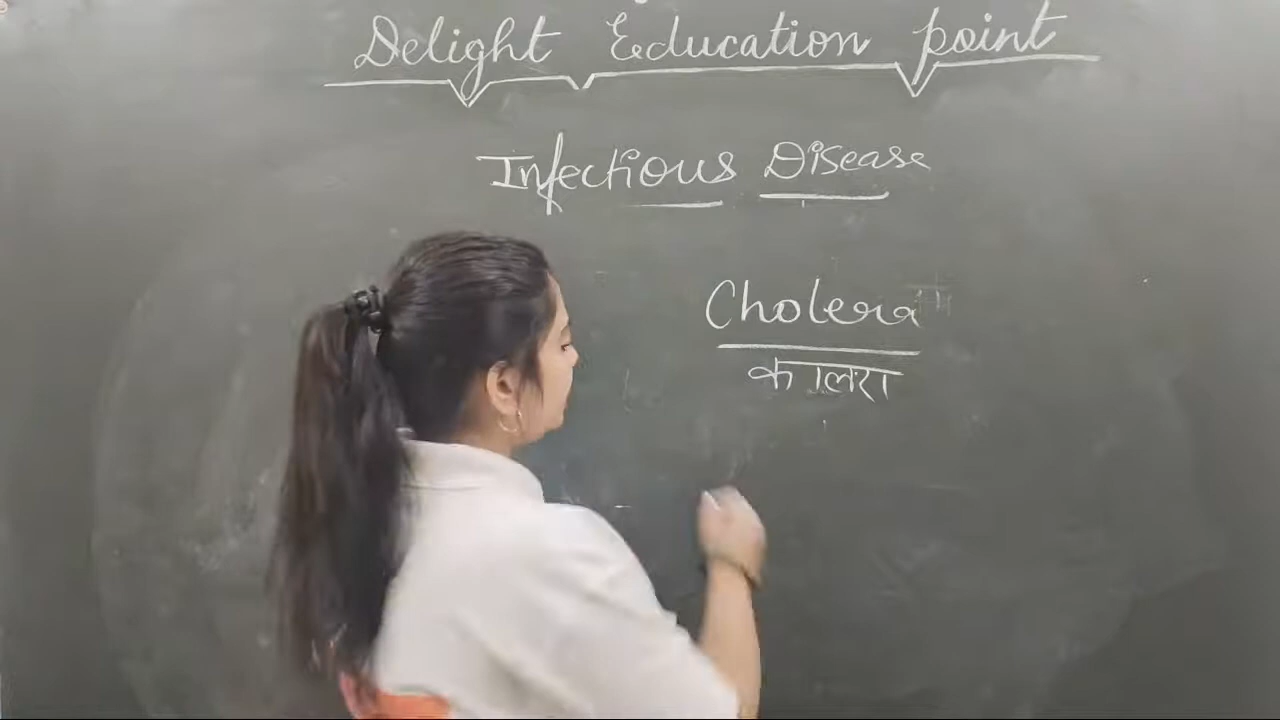 Delight Education point
Infectious Disease
Cholera
कालरा